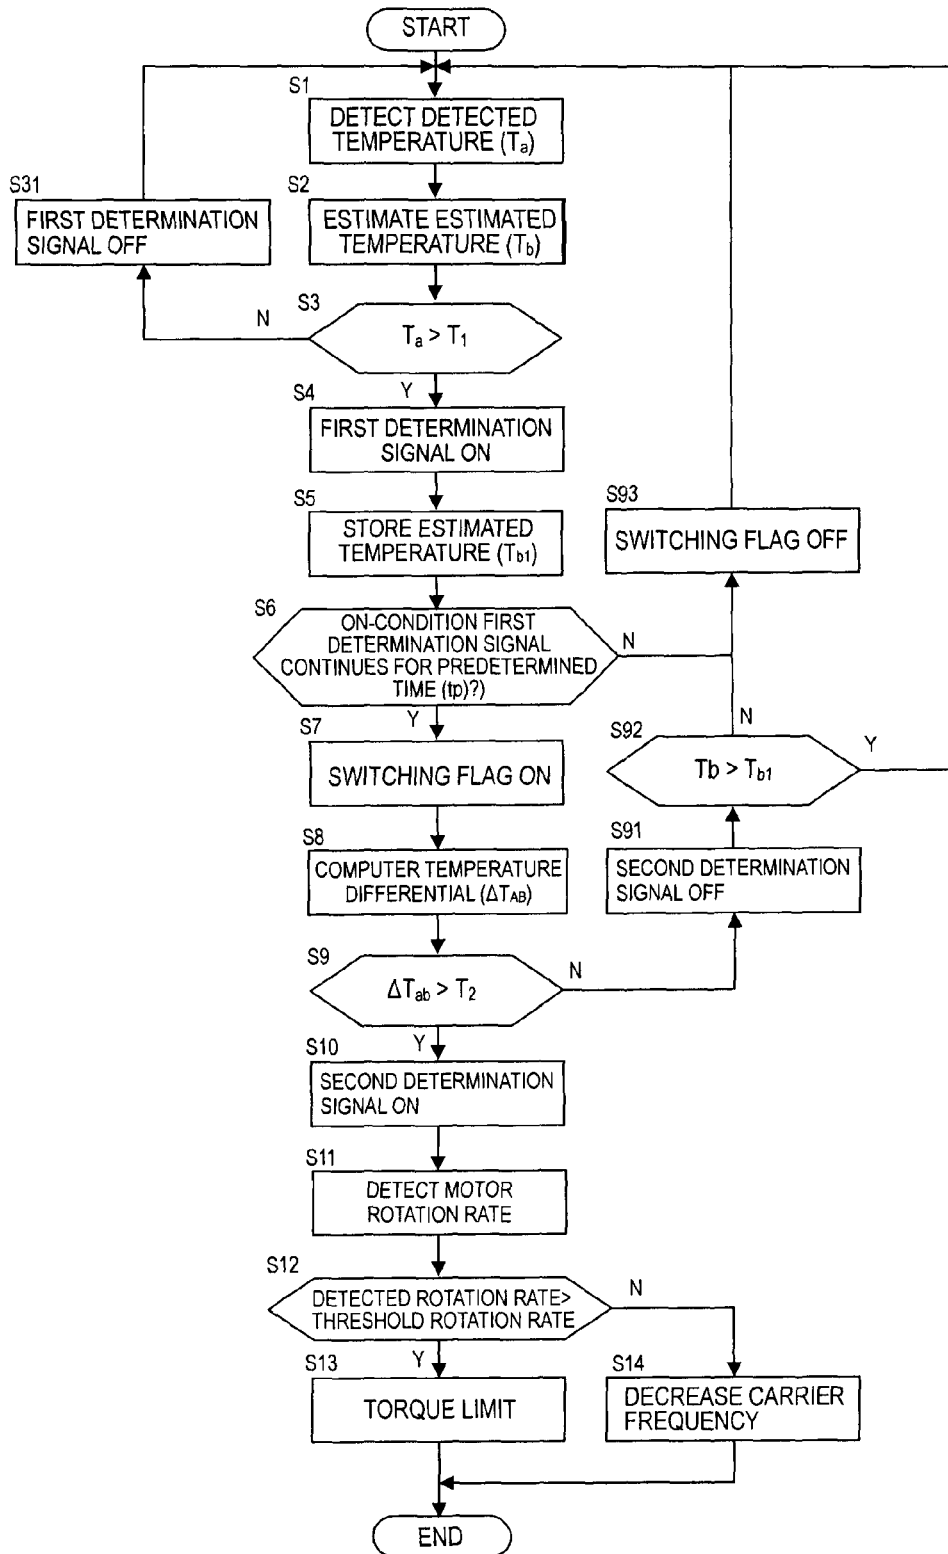 START
S1
DETECT DETECTED
TEMPERATURE (Ta)
S31
FIRST DETERMINATION
SIGNAL OFF
S2
ESTIMATE ESTIMATED
TEMPERATURE (Tb)
S3
N
Ta > T1
Y
S4
FIRST DETERMINATION
SIGNAL ON
S5
STORE ESTIMATED
TEMPERATURE (Tb1)
S93
SWITCHING FLAG OFF
S6
ON-CONDITION FIRST
DETERMINATION SIGNAL
CONTINUES FOR PREDETERMINED
TIME (tp)?)
N
Y
S7
SWITCHING FLAG ON
S92
N
Tb > Tb1
Y
S8
COMPUTER TEMPERATURE
DIFFERENTIAL (ΔTAB)
S91
SECOND DETERMINATION
SIGNAL OFF
S9
ΔTab > T2
N
Y
S10
SECOND DETERMINATION
SIGNAL ON
S11
DETECT MOTOR
ROTATION RATE
S12
DETECTED ROTATION RATE>
THRESHOLD ROTATION RATE
N
Y
S13
TORQUE LIMIT
S14
DECREASE CARRIER
FREQUENCY
END